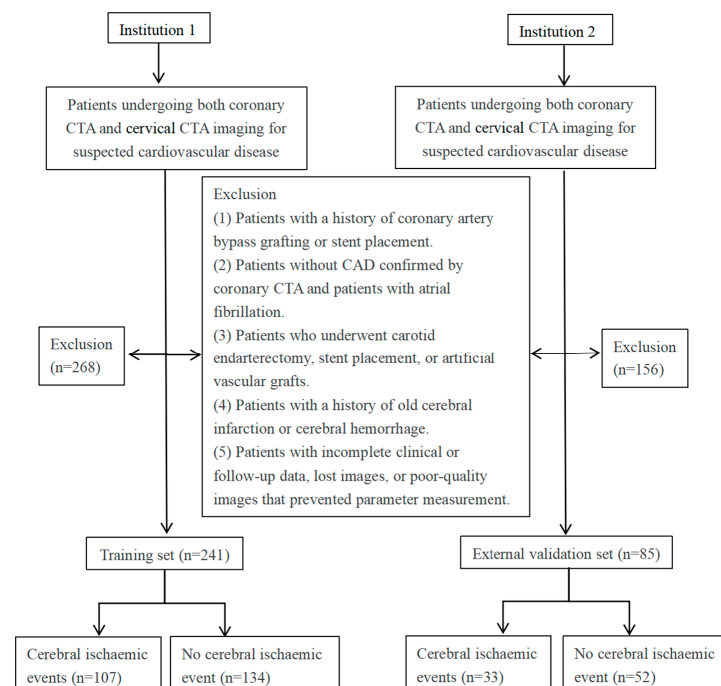 Institution 1
Institution 2
Patients undergoing both coronary
CTA and cervical CTA imaging for
suspected cardiovascular disease
Patients undergoing both coronary
CTA and cervical CTA imaging for
suspected cardiovascular disease
Exclusion
(1) Patients with a history of coronary artery
bypass grafting or stent placement.
(2) Patients without CAD confirmed by
coronary CTA and patients with atrial
fibrillation.
(3) Patients who underwent carotid
endarterectomy, stent placement, or artificial
vascular grafts.
(4) Patients with a history of old cerebral
infarction or cerebral hemorrhage.
(5) Patients with incomplete clinical or
follow-up data, lost images, or poor-quality
images that prevented parameter measurement.
Exclusion
(n=268)
Exclusion
(n=156)
Training set (n=241)
External validation set (n=85)
Cerebral ischaemic
events (n=107)
No cerebral ischaemic
event (n=134)
Cerebral ischaemic
events (n=33)
No cerebral ischaemic
event (n=52)